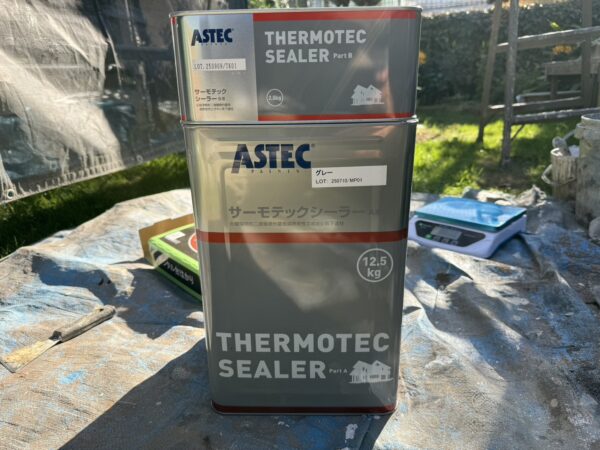 ASTEC
LOT. 250909/TK01
サーモテック
シーラー
THERMOTEC
SEALER Part B
2.5kg
ASTEC
グレー
LOT. 250710/MP01
サーモテックシーラー
12.5
kg
THERMOTEC
SEALER Part A